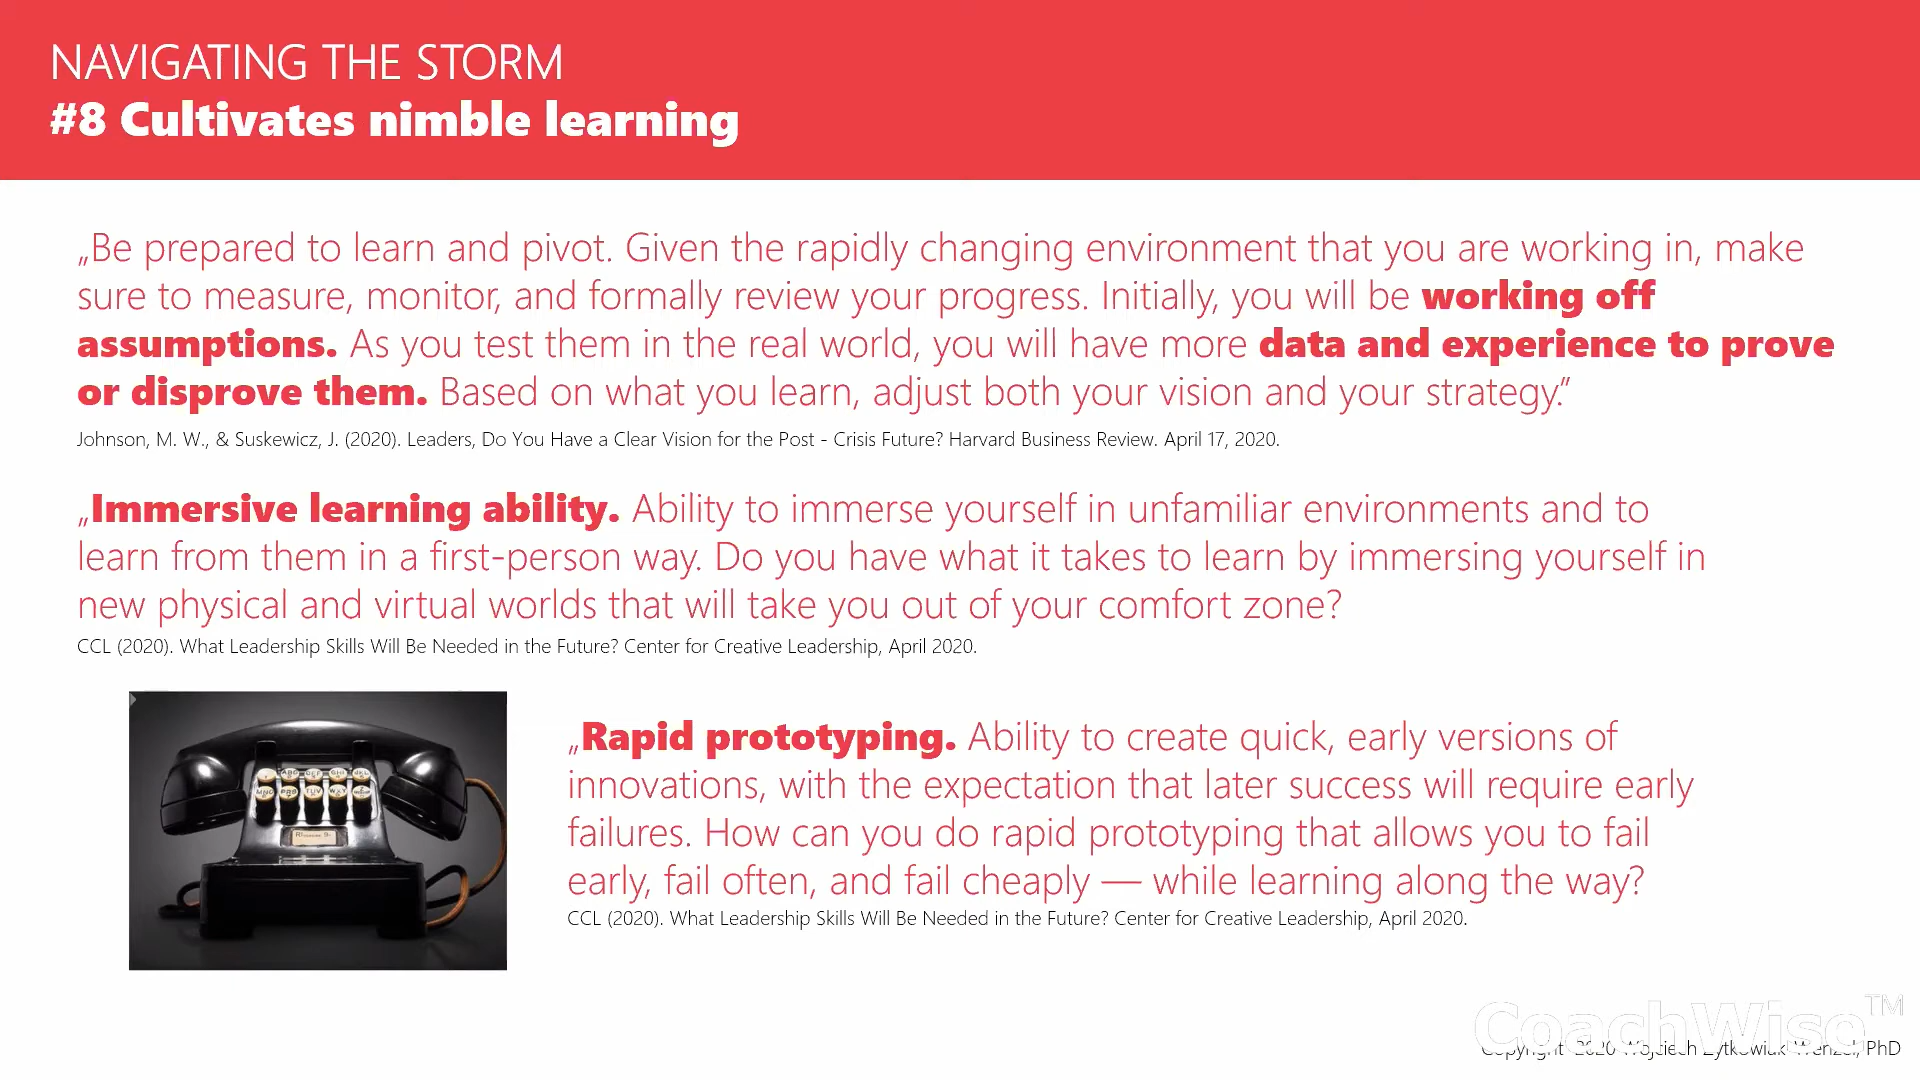 NAVIGATING THE STORM
#8 Cultivates nimble learning
„Be prepared to learn and pivot. Given the rapidly changing environment that you are working in, make
sure to measure, monitor, and formally review your progress. Initially, you will be working off
assumptions. As you test them in the real world, you will have more data and experience to prove
or disprove them. Based on what you learn, adjust both your vision and your strategy.”
Johnson, M. W., & Suskewicz, J. (2020). Leaders, Do You Have a Clear Vision for the Post - Crisis Future? Harvard Business Review. April 17, 2020.
„Immersive learning ability. Ability to immerse yourself in unfamiliar environments and to
learn from them in a first-person way. Do you have what it takes to learn by immersing yourself in
new physical and virtual worlds that will take you out of your comfort zone?
CCL (2020). What Leadership Skills Will Be Needed in the Future? Center for Creative Leadership, April 2020.
„Rapid prototyping. Ability to create quick, early versions of
innovations, with the expectation that later success will require early
failures. How can you do rapid prototyping that allows you to fail
early, fail often, and fail cheaply — while learning along the way?
CCL (2020). What Leadership Skills Will Be Needed in the Future? Center for Creative Leadership, April 2020.
CoachWise™
Copyright 2020 Wojciech Zytkowiak-Wenzel, PhD